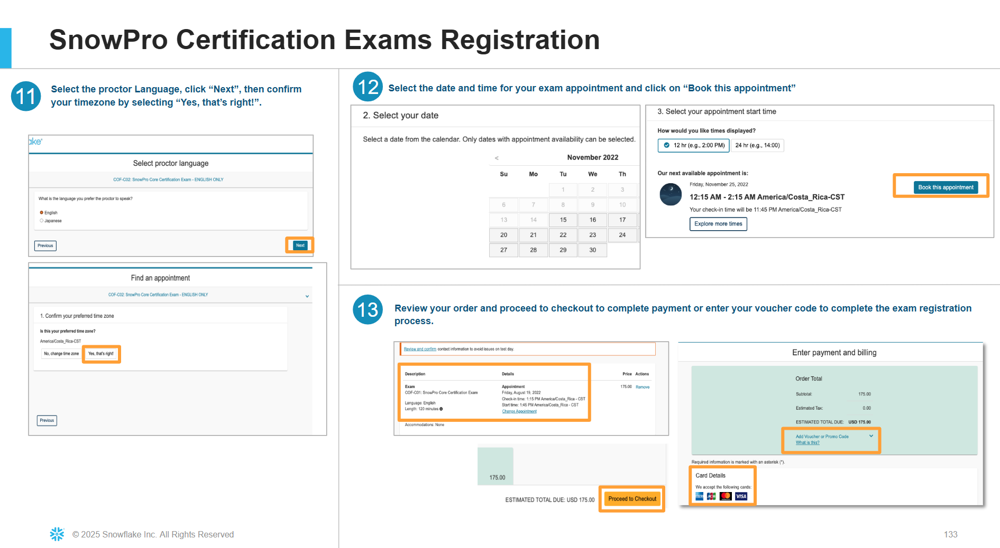 SnowPro Certification Exams Registration
11
Select the proctor Language, click “Next”, then confirm
your timezone by selecting “Yes, that’s right!”.
ake®
Select proctor language
COF-C02: SnowPro Core Certification Exam - ENGLISH ONLY
What is the language you prefer the proctor to speak?
English
Japanese
Previous
Next
Find an appointment
COF-C02: SnowPro Core Certification Exam - ENGLISH ONLY
1. Confirm your preferred time zone
Is this your preferred time zone?
America/Costa_Rica-CST
No, change time zone
Yes, that's right!
Previous
12
Select the date and time for your exam appointment and click on “Book this appointment”
2. Select your date
Select a date from the calendar. Only dates with appointment availability can be selected.
< November 2022
Su Mo Tu We Th
1 2 3
6 7 8 9 10
13 14 15 16 17
20 21 22 23 24
27 28 29 30
3. Select your appointment start time
How would you like times displayed?
12 hr (e.g., 2:00 PM) 24 hr (e.g., 14:00)
Our next available appointment is:
Friday, November 25, 2022
12:15 AM - 2:15 AM America/Costa_Rica-CST
Your check-in time will be 11:45 PM America/Costa_Rica-CST
Explore more times
Book this appointment
13
Review your order and proceed to checkout to complete payment or enter your voucher code to complete the exam registration
process.
Review and confirm contact information to avoid issues on test day.
Description Details Price Actions
Exam Appointment 175.00 Remove
COF-C01: SnowPro Core Certification Exam Friday, August 19, 2022
Check-in time: 1:15 PM America/Costa_Rica - CST
Language: English Start time: 1:45 PM America/Costa_Rica - CST
Length: 120 minutes Change Appointment
Accommodations: None
175.00
ESTIMATED TOTAL DUE: USD 175.00
Proceed to Checkout
Enter payment and billing
Order Total
Subtotal: 175.00
Estimated Tax: 0.00
ESTIMATED TOTAL DUE: USD 175.00
Add Voucher or Promo Code
What is this?
Required information is marked with an asterisk (*).
Card Details
We accept the following cards:
JCB VISA
© 2025 Snowflake Inc. All Rights Reserved
133